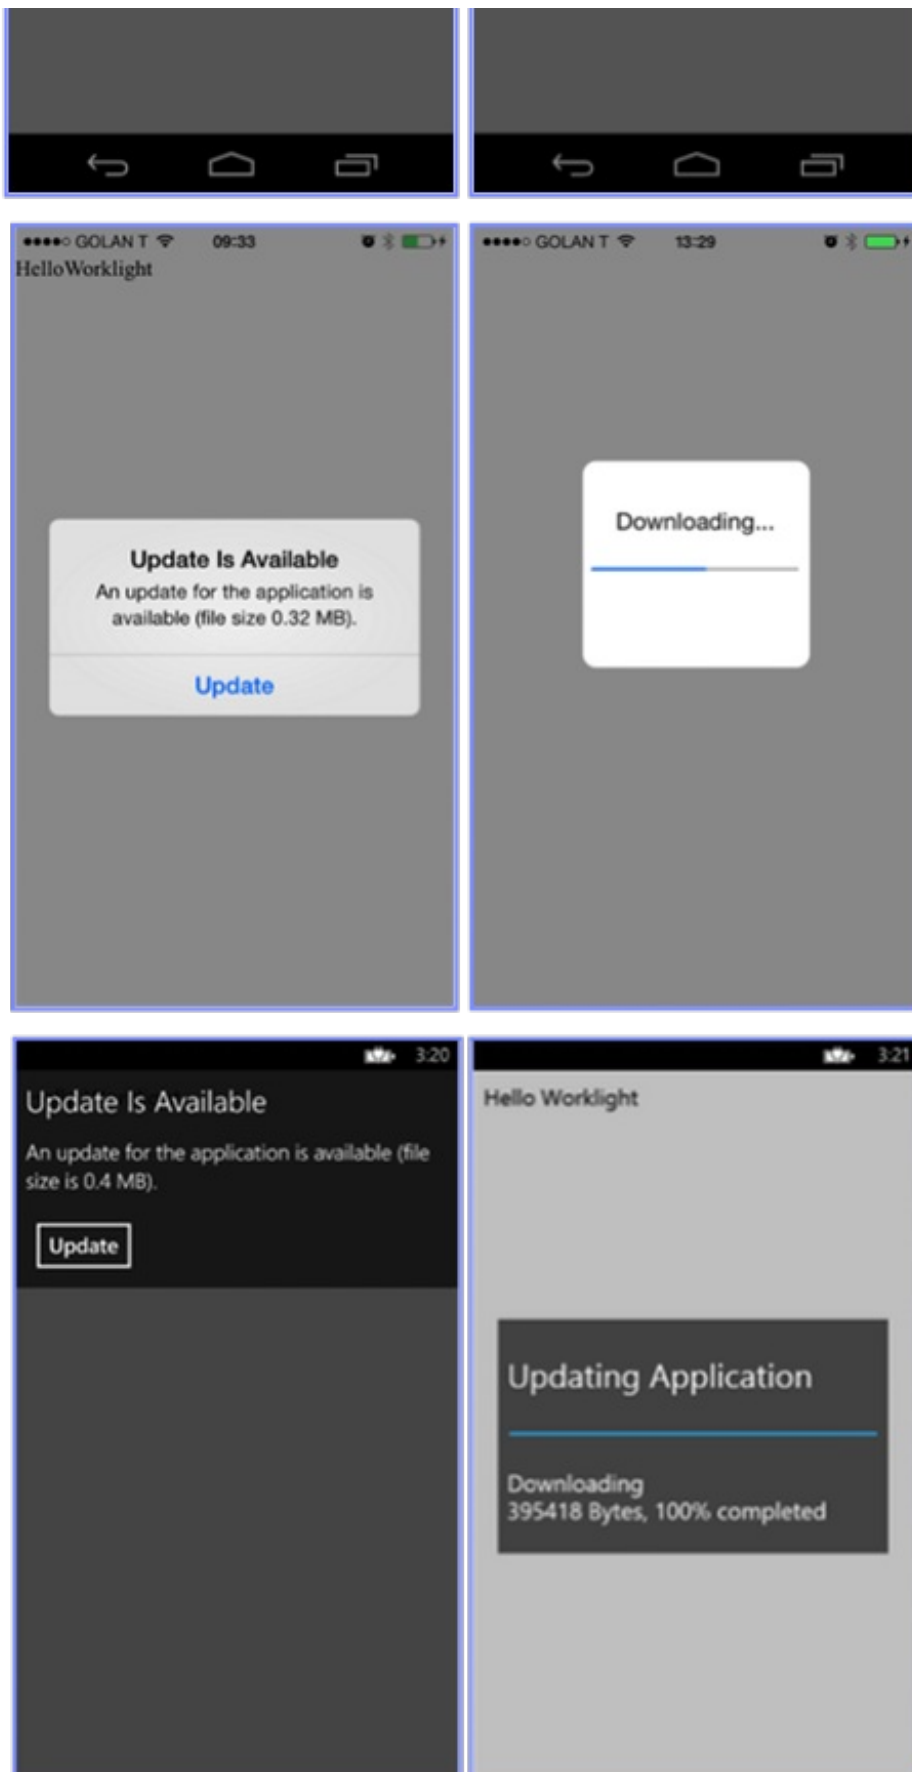 GOLAN T 09:33
HelloWorklight
Update Is Available
An update for the application is
available (file size 0.32 MB).
Update
GOLAN T 13:29
Downloading...
3:20
Update Is Available
An update for the application is available (file
size is 0.4 MB).
Update
3:21
Hello Worklight
Updating Application
Downloading
395418 Bytes, 100% completed